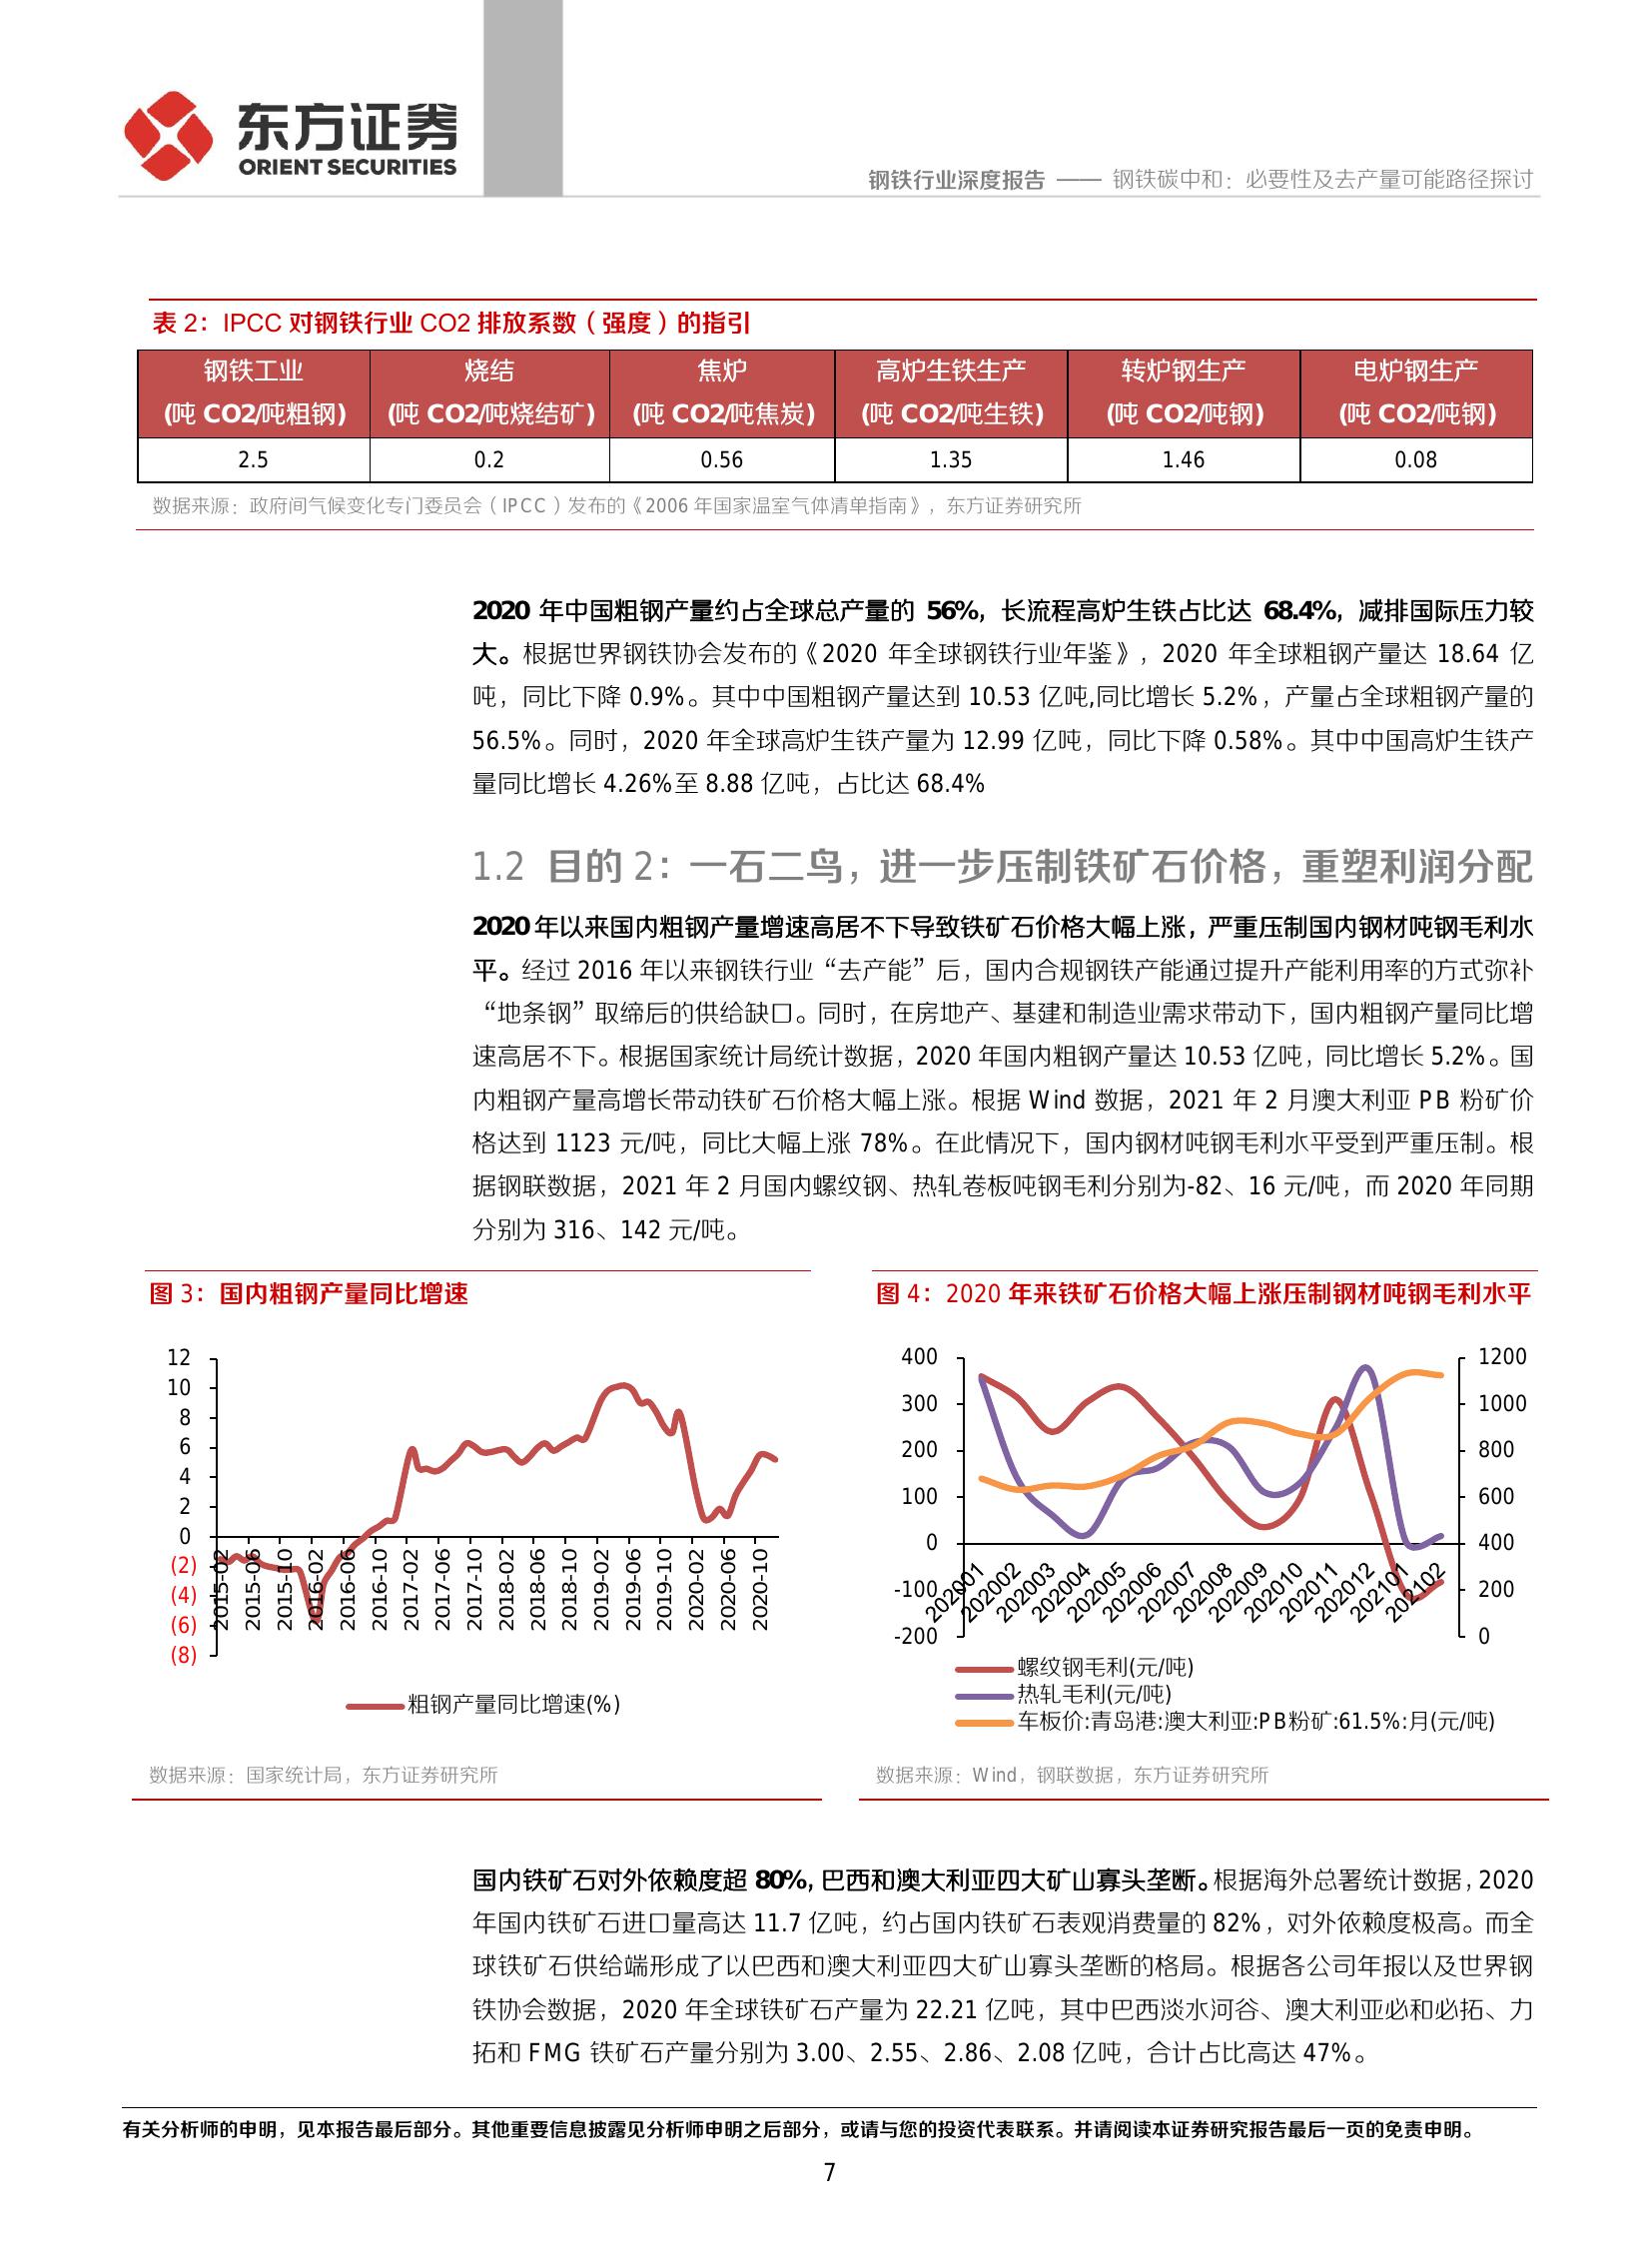 东方证券
ORIENT SECURITIES
钢铁行业深度报告 —— 钢铁碳中和：必要性及去产量可能路径探讨
表 2：IPCC 对钢铁行业 CO2 排放系数（强度）的指引
钢铁工业 烧结 焦炉 高炉生铁生产 转炉钢生产 电炉钢生产
(吨 CO2/吨粗钢) (吨 CO2/吨烧结矿) (吨 CO2/吨焦炭) (吨 CO2/吨生铁) (吨 CO2/吨钢) (吨 CO2/吨钢)
2.5 0.2 0.56 1.35 1.46 0.08
数据来源：政府间气候变化专门委员会（IPCC）发布的《2006 年国家温室气体清单指南》，东方证券研究所
2020 年中国粗钢产量约占全球总产量的 56%，长流程高炉生铁占比达 68.4%，减排国际压力较
大。根据世界钢铁协会发布的《2020 年全球钢铁行业年鉴》，2020 年全球粗钢产量达 18.64 亿
吨，同比下降 0.9%。其中中国粗钢产量达到 10.53 亿吨,同比增长 5.2%，产量占全球粗钢产量的
56.5%。同时，2020 年全球高炉生铁产量为 12.99 亿吨，同比下降 0.58%。其中中国高炉生铁产
量同比增长 4.26%至 8.88 亿吨，占比达 68.4%
1.2 目的 2：一石二鸟，进一步压制铁矿石价格，重塑利润分配
2020 年以来国内粗钢产量增速高居不下导致铁矿石价格大幅上涨，严重压制国内钢材吨钢毛利水
平。经过 2016 年以来钢铁行业“去产能”后，国内合规钢铁产能通过提升产能利用率的方式弥补
“地条钢”取缔后的供给缺口。同时，在房地产、基建和制造业需求带动下，国内粗钢产量同比增
速高居不下。根据国家统计局统计数据，2020 年国内粗钢产量达 10.53 亿吨，同比增长 5.2%。国
内粗钢产量高增长带动铁矿石价格大幅上涨。根据 Wind 数据，2021 年 2 月澳大利亚 PB 粉矿价
格达到 1123 元/吨，同比大幅上涨 78%。在此情况下，国内钢材吨钢毛利水平受到严重压制。根
据钢联数据，2021 年 2 月国内螺纹钢、热轧卷板吨钢毛利分别为-82、16 元/吨，而 2020 年同期
分别为 316、142 元/吨。
图 3：国内粗钢产量同比增速
12
10
8
6
4
2
0
(2)
(4)
(6)
(8)
2015-02 2015-06 2015-10 2016-02 2016-06 2016-10 2017-02 2017-06 2017-10 2018-02 2018-06 2018-10 2019-02 2019-06 2019-10 2020-02 2020-06 2020-10
粗钢产量同比增速(%)
数据来源：国家统计局，东方证券研究所
图 4：2020 年来铁矿石价格大幅上涨压制钢材吨钢毛利水平
400 1200
300 1000
200 800
100 600
0 400
-100 200
-200 0
202001 202002 202003 202004 202005 202006 202007 202008 202009 202010 202011 202012 202101 202102
螺纹钢毛利(元/吨)
热轧毛利(元/吨)
车板价:青岛港:澳大利亚:PB粉矿:61.5%:月(元/吨)
数据来源：Wind，钢联数据，东方证券研究所
国内铁矿石对外依赖度超 80%，巴西和澳大利亚四大矿山寡头垄断。根据海外总署统计数据，2020
年国内铁矿石进口量高达 11.7 亿吨，约占国内铁矿石表观消费量的 82%，对外依赖度极高。而全
球铁矿石供给端形成了以巴西和澳大利亚四大矿山寡头垄断的格局。根据各公司年报以及世界钢
铁协会数据，2020 年全球铁矿石产量为 22.21 亿吨，其中巴西淡水河谷、澳大利亚必和必拓、力
拓和 FMG 铁矿石产量分别为 3.00、2.55、2.86、2.08 亿吨，合计占比高达 47%。
有关分析师的申明，见本报告最后部分。其他重要信息披露见分析师申明之后部分，或请与您的投资代表联系。并请阅读本证券研究报告最后一页的免责申明。
7